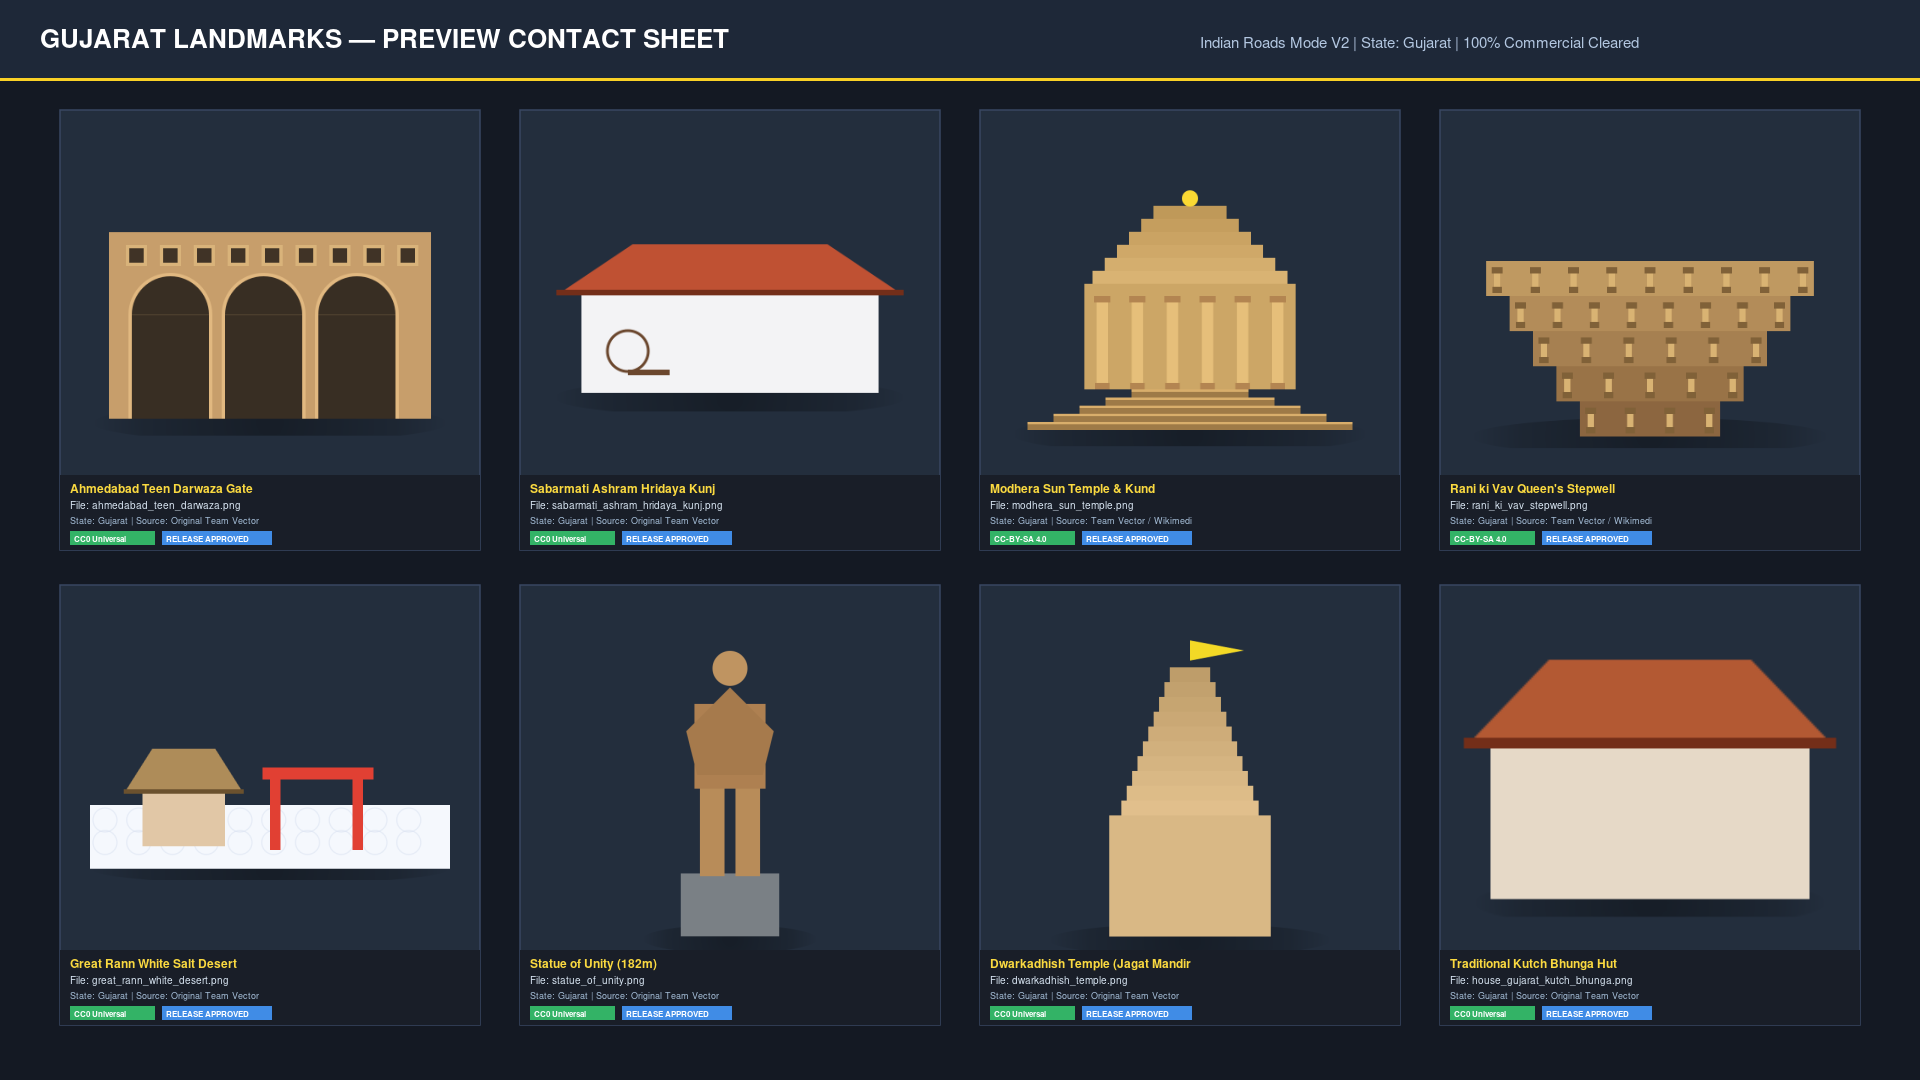 GUJARAT LANDMARKS — PREVIEW CONTACT SHEET
Indian Roads Mode V2 | State: Gujarat | 100% Commercial Cleared
Ahmedabad Teen Darwaza Gate
File: ahmedabad_teen_darwaza.png
State: Gujarat | Source: Original Team Vector
CC0 Universal
RELEASE APPROVED
Sabarmati Ashram Hridaya Kunj
File: sabarmati_ashram_hridaya_kunj.png
State: Gujarat | Source: Original Team Vector
CC0 Universal
RELEASE APPROVED
Modhera Sun Temple & Kund
File: modhera_sun_temple.png
State: Gujarat | Source: Team Vector / Wikimedi
CC-BY-SA 4.0
RELEASE APPROVED
Rani ki Vav Queen's Stepwell
File: rani_ki_vav_stepwell.png
State: Gujarat | Source: Team Vector / Wikimedi
CC-BY-SA 4.0
RELEASE APPROVED
Great Rann White Salt Desert
File: great_rann_white_desert.png
State: Gujarat | Source: Original Team Vector
CC0 Universal
RELEASE APPROVED
Statue of Unity (182m)
File: statue_of_unity.png
State: Gujarat | Source: Original Team Vector
CC0 Universal
RELEASE APPROVED
Dwarkadhish Temple (Jagat Mandir
File: dwarkadhish_temple.png
State: Gujarat | Source: Original Team Vector
CC0 Universal
RELEASE APPROVED
Traditional Kutch Bhunga Hut
File: house_gujarat_kutch_bhunga.png
State: Gujarat | Source: Original Team Vector
CC0 Universal
RELEASE APPROVED